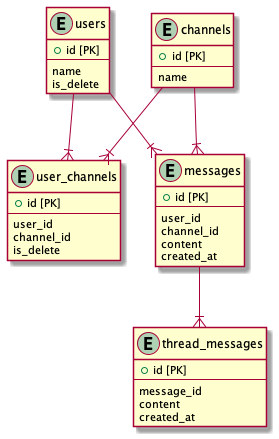 E users
+ id [PK]
name
is_delete
E channels
+ id [PK]
name
E user_channels
+ id [PK]
user_id
channel_id
is_delete
E messages
+ id [PK]
user_id
channel_id
content
created_at
E thread_messages
+ id [PK]
message_id
content
created_at